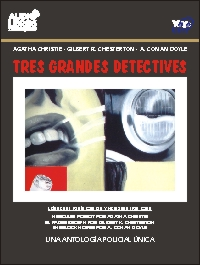 AGATHA CHRISTIE · GILBERT K. CHESTERTON · A. CONAN DOYLE
TRES GRANDES DETECTIVES
HERCULES POIROT POR AGATHA CHRISTIE
EL PADRE BROWN POR GILBERT K. CHESTERTON
SHERLOCK HOLMES POR A. CONAN DOYLE
UNA ANTOLOGÍA POLICIAL ÚNICA